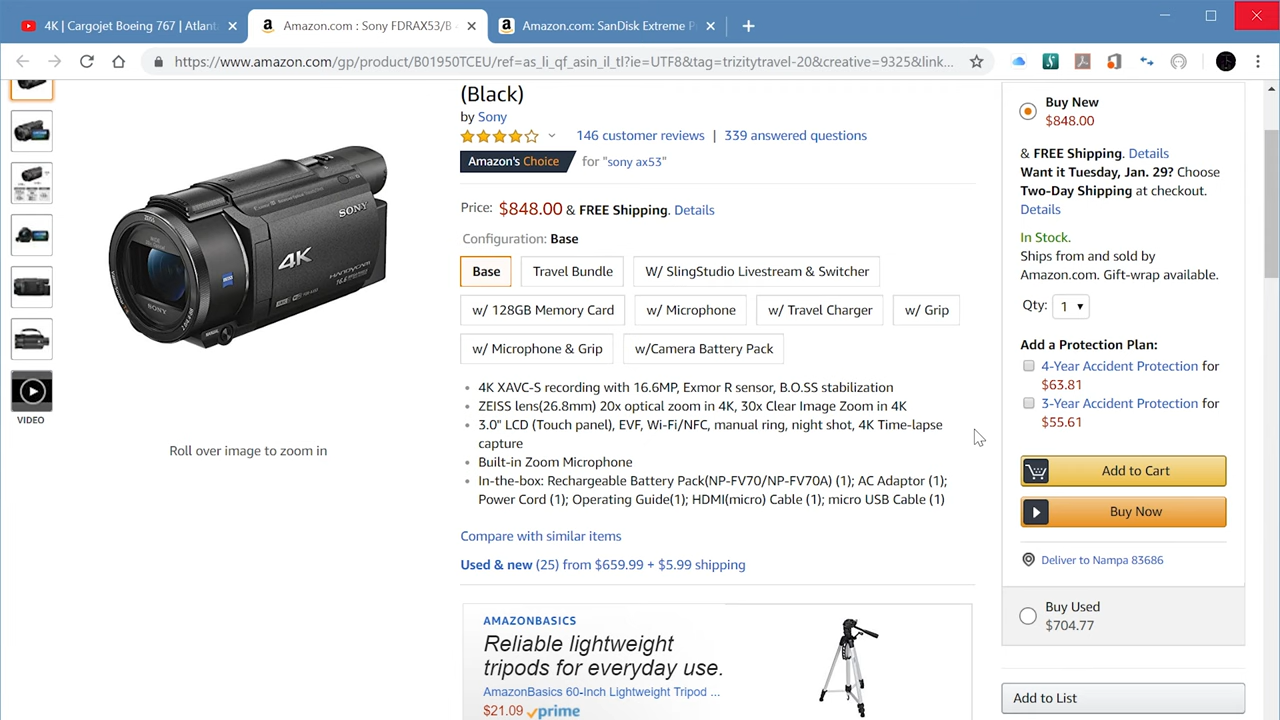 4K | Cargojet Boeing 767 | Atlant
Amazon.com : Sony FDRAX53/B
Amazon.com: SanDisk Extreme P
https://www.amazon.com/gp/product/B01950TCEU/ref=as_li_qf_asin_il_tl?ie=UTF8&tag=trizitytravel-20&creative=9325&link...
(Black)
by Sony
146 customer reviews | 339 answered questions
Amazon's Choice for "sony ax53"
Price: $848.00 & FREE Shipping. Details
Configuration: Base
Base Travel Bundle W/ SlingStudio Livestream & Switcher
w/ 128GB Memory Card w/ Microphone w/ Travel Charger w/ Grip
w/ Microphone & Grip w/Camera Battery Pack
• 4K XAVC-S recording with 16.6MP, Exmor R sensor, B.O.SS stabilization
• ZEISS lens(26.8mm) 20x optical zoom in 4K, 30x Clear Image Zoom in 4K
• 3.0" LCD (Touch panel), EVF, Wi-Fi/NFC, manual ring, night shot, 4K Time-lapse
capture
• Built-in Zoom Microphone
• In-the-box: Rechargeable Battery Pack(NP-FV70/NP-FV70A) (1); AC Adaptor (1);
Power Cord (1); Operating Guide(1); HDMI(micro) Cable (1); micro USB Cable (1)
Compare with similar items
Used & new (25) from $659.99 + $5.99 shipping
AMAZONBASICS
Reliable lightweight
tripods for everyday use.
AmazonBasics 60-Inch Lightweight Tripod ...
$21.09 prime
VIDEO
SONY
4K
HANDYCAM
ZEISS
SONY
Roll over image to zoom in
Buy New
$848.00
& FREE Shipping. Details
Want it Tuesday, Jan. 29? Choose
Two-Day Shipping at checkout.
Details
In Stock.
Ships from and sold by
Amazon.com. Gift-wrap available.
Qty: 1
Add a Protection Plan:
4-Year Accident Protection for
$63.81
3-Year Accident Protection for
$55.61
Add to Cart
Buy Now
Deliver to Nampa 83686
Buy Used
$704.77
Add to List